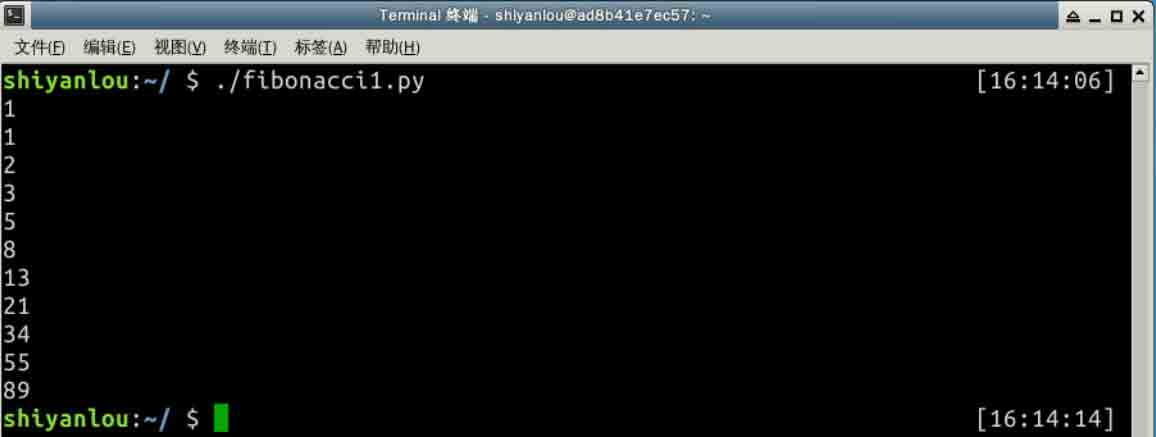 Terminal 终端 - shiyanlou@ad8b41e7ec57: ~
文件(F) 编辑(E) 视图(V) 终端(T) 标签(A) 帮助(H)
shiyanlou:~/ $ ./fibonacci1.py [16:14:06]
1
1
2
3
5
8
13
21
34
55
89
shiyanlou:~/ $ [16:14:14]